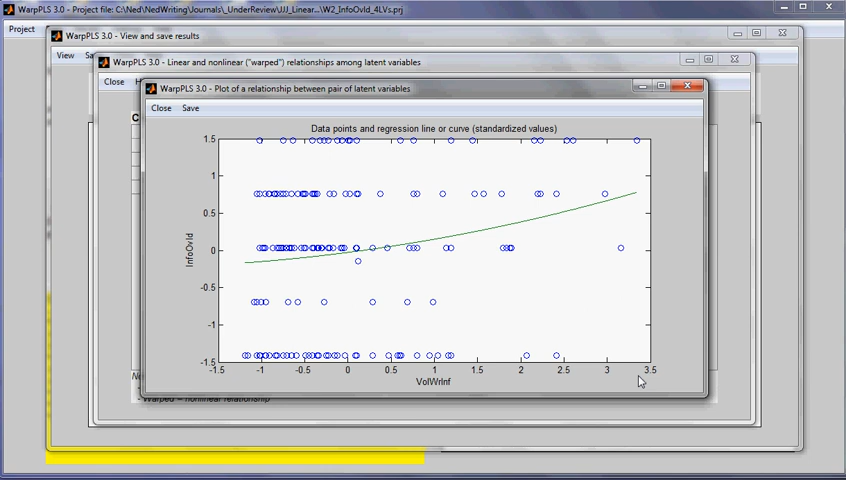 WarpPLS 3.0 - Project file: C:\Ned\NedWriting\Journals\_UnderReview\JJJ_Linear...\W2_InfoOvld_4LVs.prj
Project
WarpPLS 3.0 - View and save results
View Sa
WarpPLS 3.0 - Linear and nonlinear ("warped") relationships among latent variables
Close H
WarpPLS 3.0 - Plot of a relationship between pair of latent variables
Close Save
C
Data points and regression line or curve (standardized values)
1.5
1
0.5
0
-0.5
-1
-1.5
InfoOvld
-1.5 -1 -0.5 0 0.5 1 1.5 2 2.5 3 3.5
VolWrInf
No
- Warped = nonlinear relationship